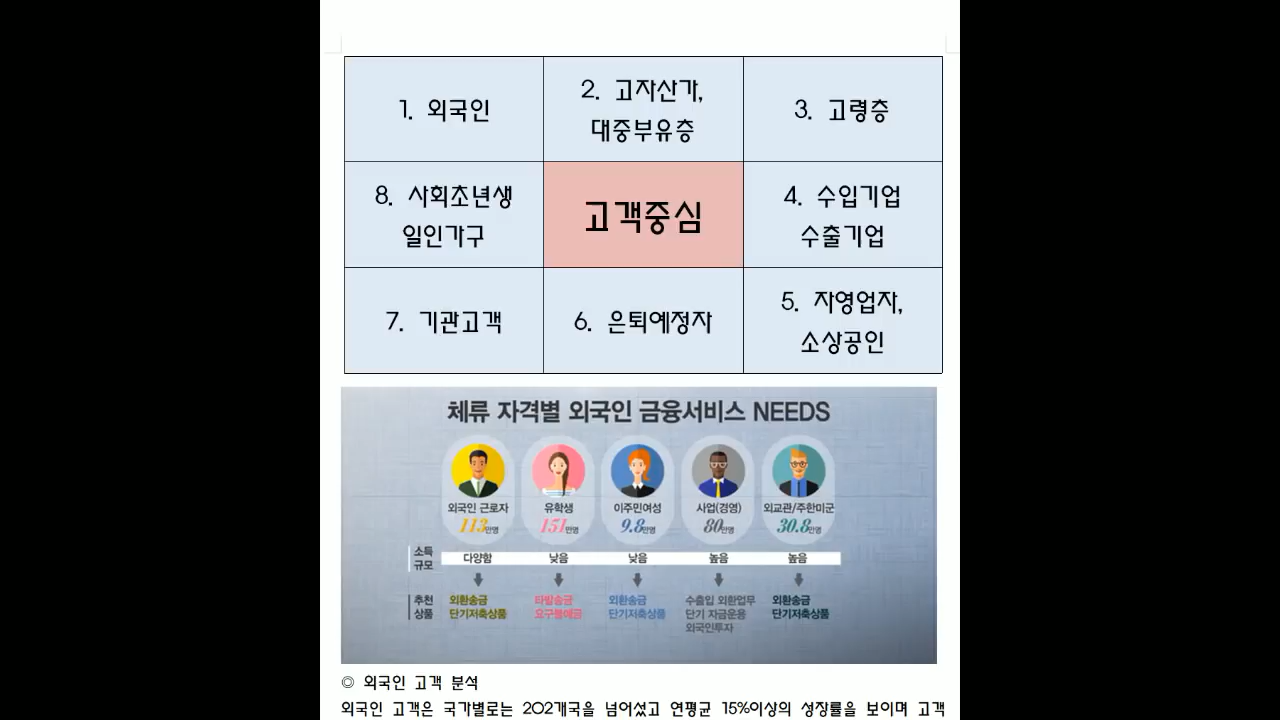 1. 외국인
2. 고자산가,
대중부유층
3. 고령층
8. 사회초년생
일인가구
고객중심
4. 수입기업
수출기업
7. 기관고객
6. 은퇴예정자
5. 자영업자,
소상공인
체류 자격별 외국인 금융서비스 NEEDS
외국인 근로자 유학생 이주민여성 사업(경영) 외교관/주한미군
113만명 151만명 9.8만명 80만명 30.8만명
소득
규모
다양함 낮음 낮음 높음 높음
추천
상품
외환송금
단기저축상품
타발송금
요구불예금
외환송금
단기저축상품
수출입 외환업무
단기 자금운용
외국인투자
외환송금
단기저축상품
◎ 외국인 고객 분석
외국인 고객은 국가별로는 202개국을 넘어섰고 연평균 15%이상의 성장률을 보이며 고객